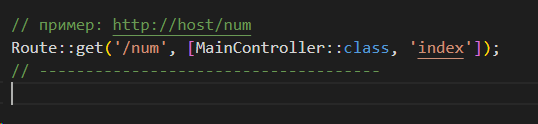 // пример: http://host/num
Route::get('/num', [MainController::class, 'index']);
// -------------------------------------